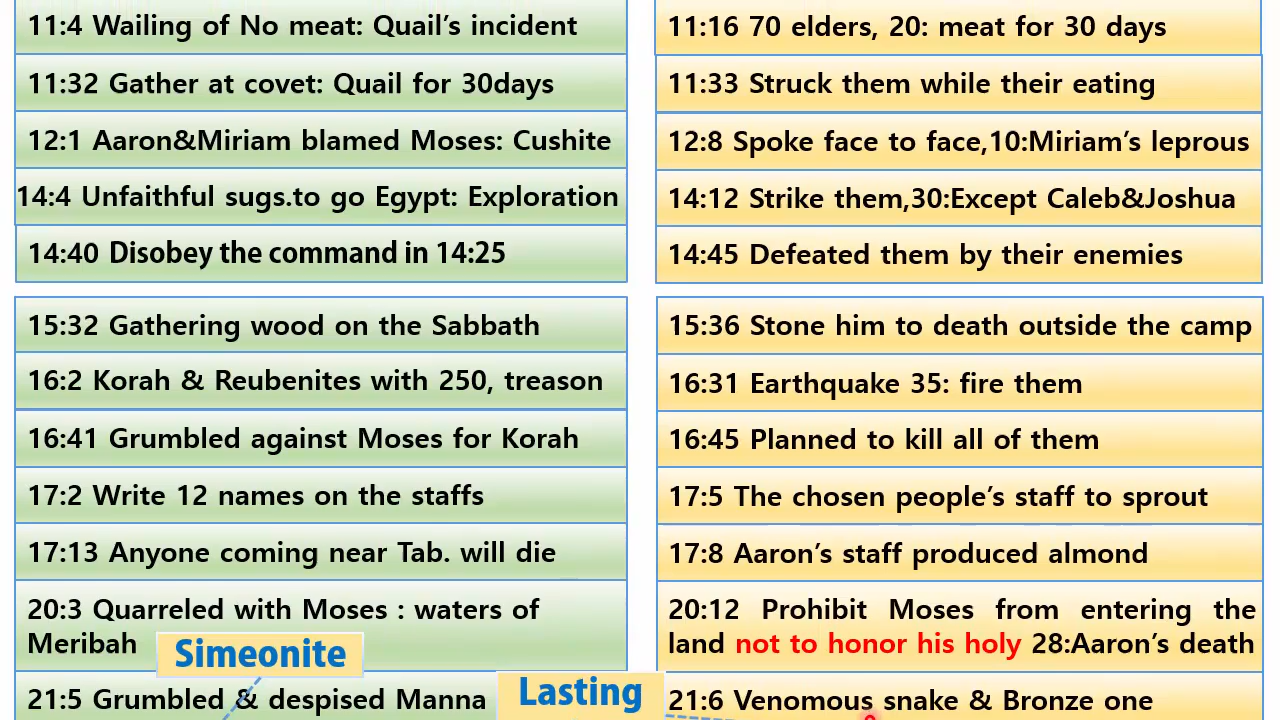 11:4 Wailing of No meat: Quail's incident
11:16 70 elders, 20: meat for 30 days
11:32 Gather at covet: Quail for 30days
11:33 Struck them while their eating
12:1 Aaron&Miriam blamed Moses: Cushite
12:8 Spoke face to face,10:Miriam's leprous
14:4 Unfaithful sugs.to go Egypt: Exploration
14:12 Strike them,30:Except Caleb&Joshua
14:40 Disobey the command in 14:25
14:45 Defeated them by their enemies
15:32 Gathering wood on the Sabbath
15:36 Stone him to death outside the camp
16:2 Korah & Reubenites with 250, treason
16:31 Earthquake 35: fire them
16:41 Grumbled against Moses for Korah
16:45 Planned to kill all of them
17:2 Write 12 names on the staffs
17:5 The chosen people's staff to sprout
17:13 Anyone coming near Tab. will die
17:8 Aaron's staff produced almond
20:3 Quarreled with Moses : waters of
Meribah
20:12 Prohibit Moses from entering the
land not to honor his holy 28:Aaron's death
Simeonite
21:5 Grumbled & despised Manna
Lasting
21:6 Venomous snake & Bronze one